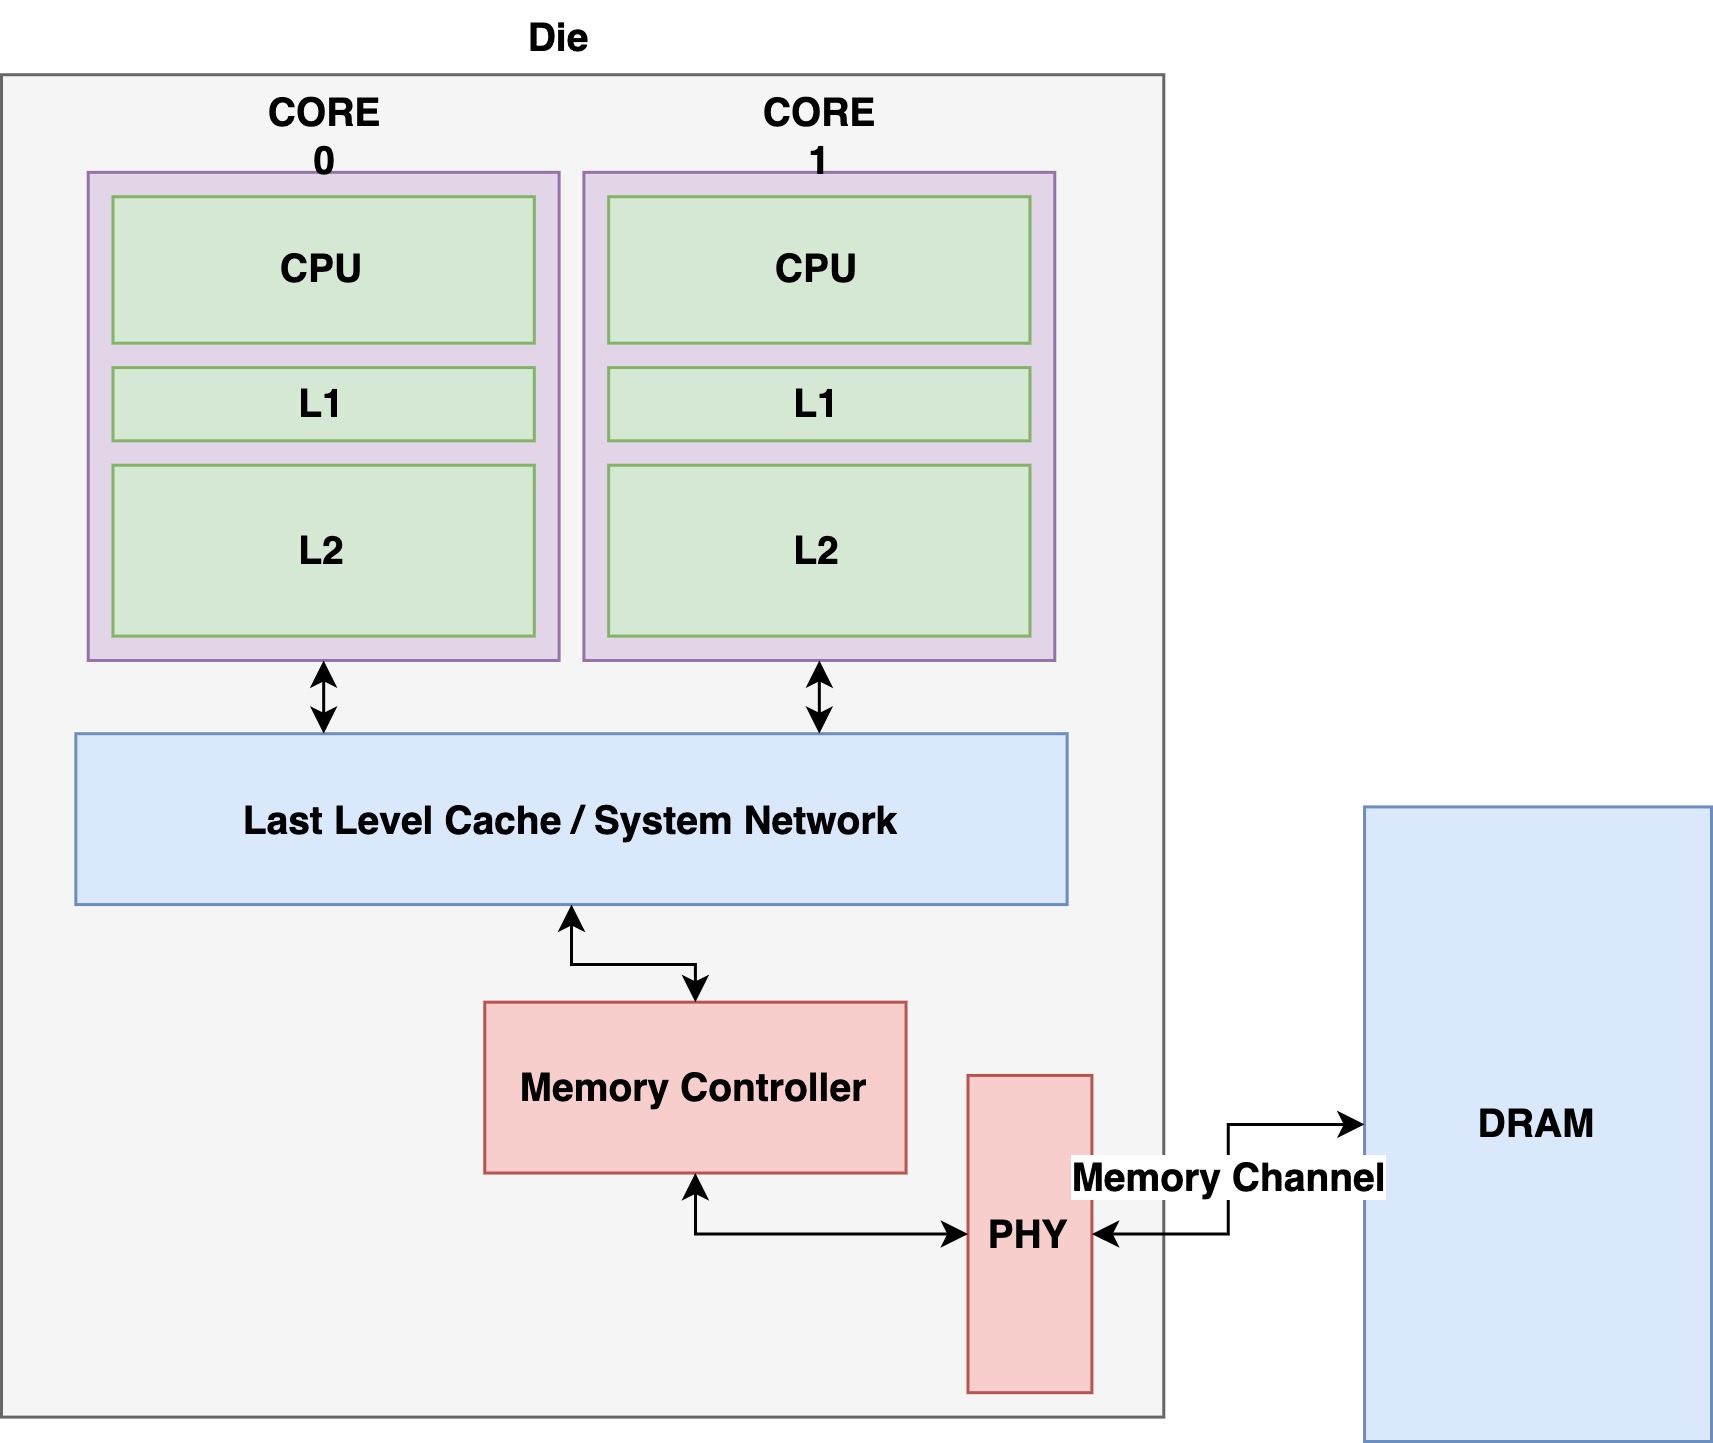 Die
CORE
0
CORE
1
CPU
CPU
L1
L1
L2
L2
Last Level Cache / System Network
Memory Controller
DRAM
Memory Channel
PHY